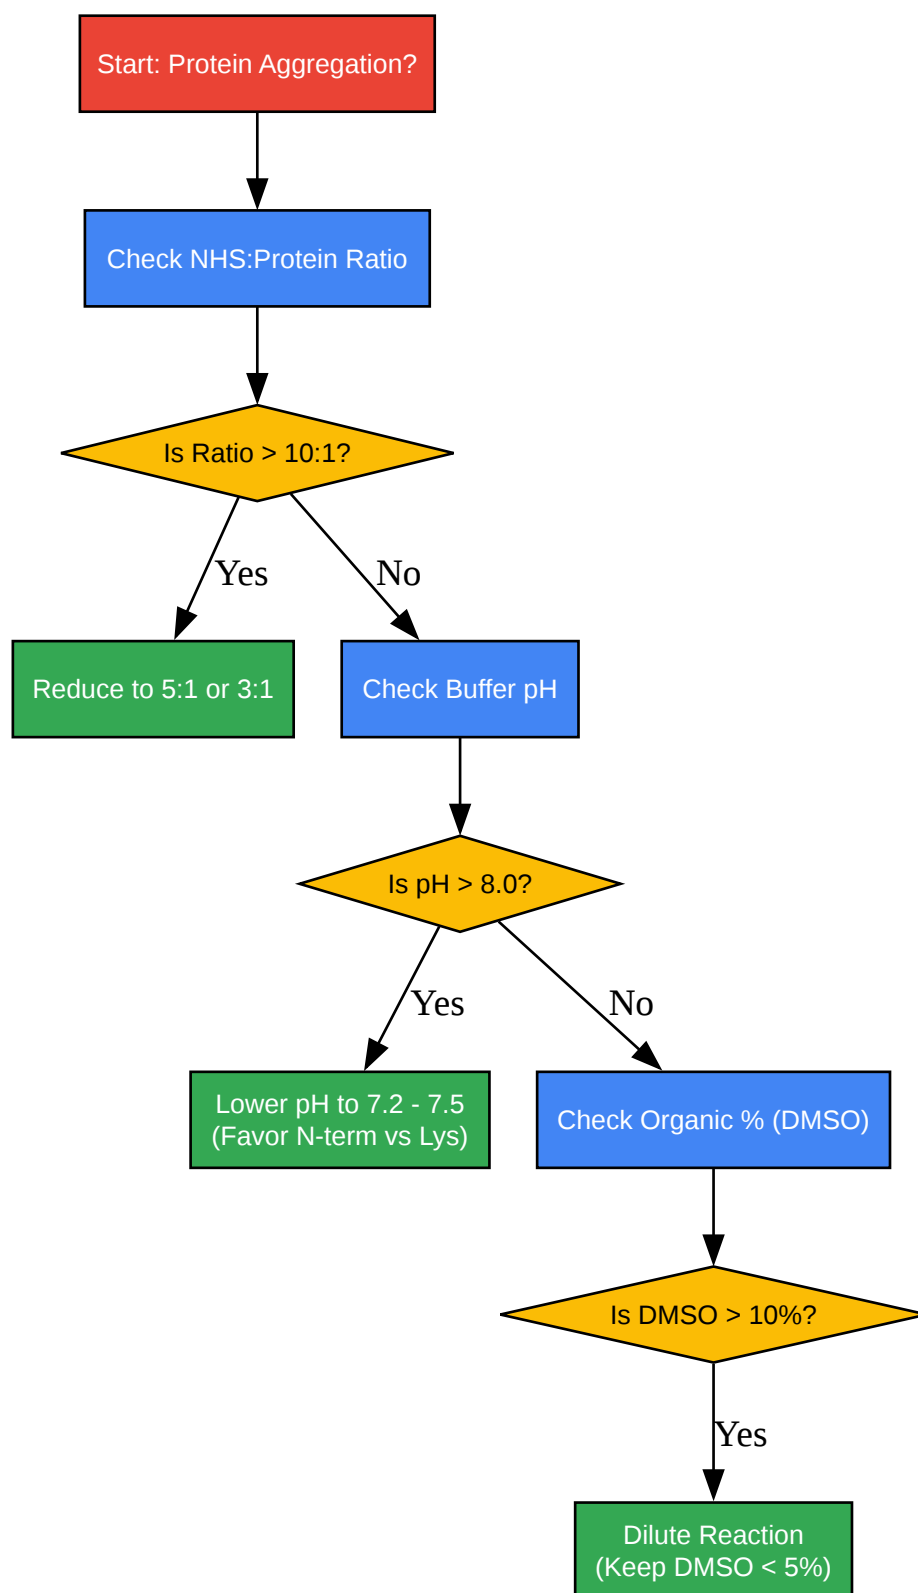 Start: Protein Aggregation?
Check NHS:Protein Ratio
Is Ratio > 10:1?
Yes
No
Reduce to 5:1 or 3:1
Check Buffer pH
Is pH > 8.0?
Yes
No
Lower pH to 7.2 - 7.5
(Favor N-term vs Lys)
Check Organic % (DMSO)
Is DMSO > 10%?
Yes
Dilute Reaction
(Keep DMSO < 5%)